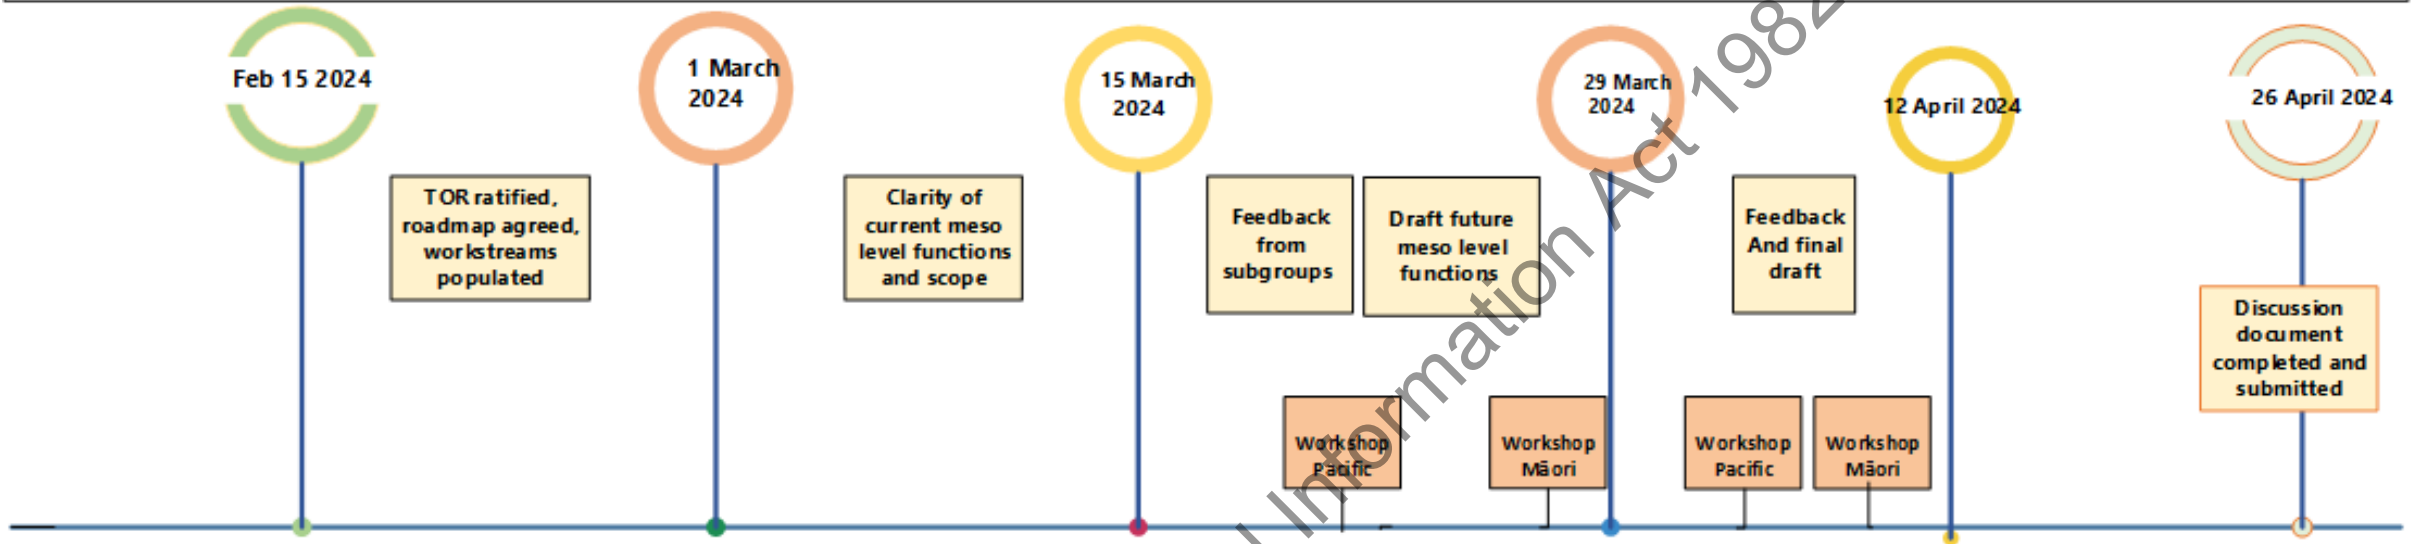 Feb 15 2024
1 March
2024
15 March
2024
29 March
2024
12 April 2024
26 April 2024
TOR ratified,
roadmap agreed,
workstreams
populated
Clarity of
current meso
level functions
and scope
Feedback
from
subgroups
Draft future
meso level
functions
Feedback
And final
draft
Discussion
document
completed and
submitted
Workshop
Pacific
Workshop
Māori
Workshop
Pacific
Workshop
Māori
Information Act 1982